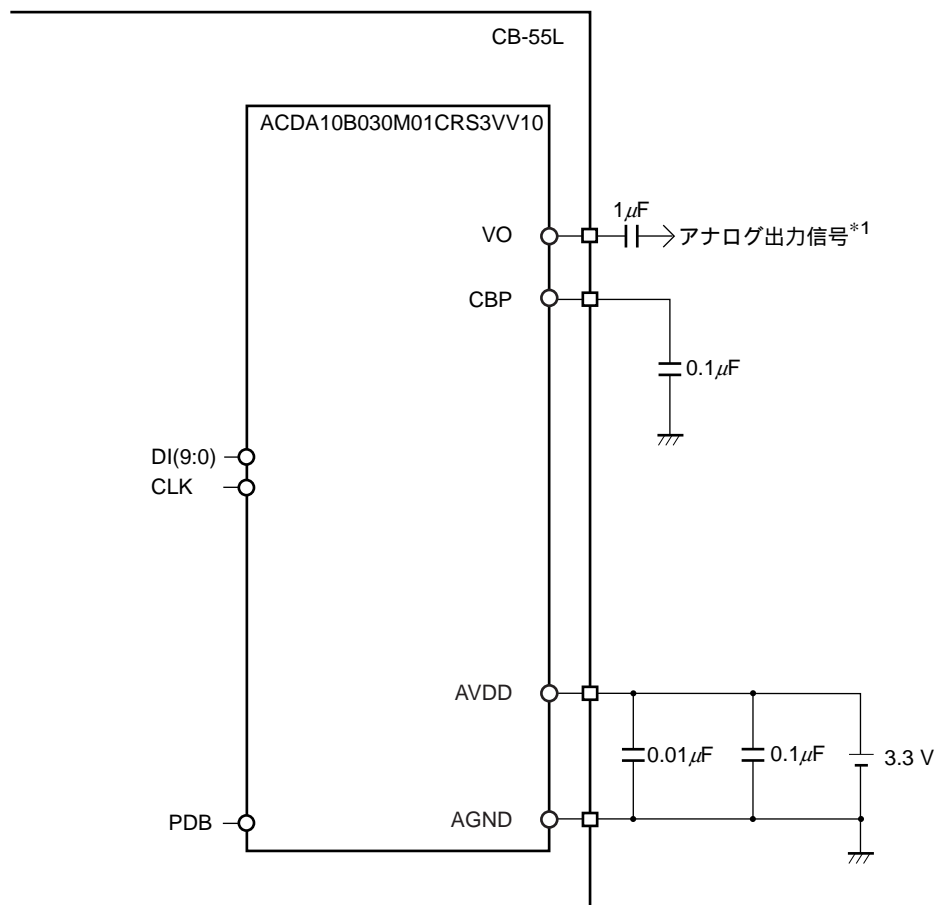 CB-55L
ACDA10B030M01CRS3VV10
1μF
VO
アナログ出力信号*1
CBP
0.1μF
DI(9:0)
CLK
AVDD
0.01μF
0.1μF
3.3 V
PDB
AGND